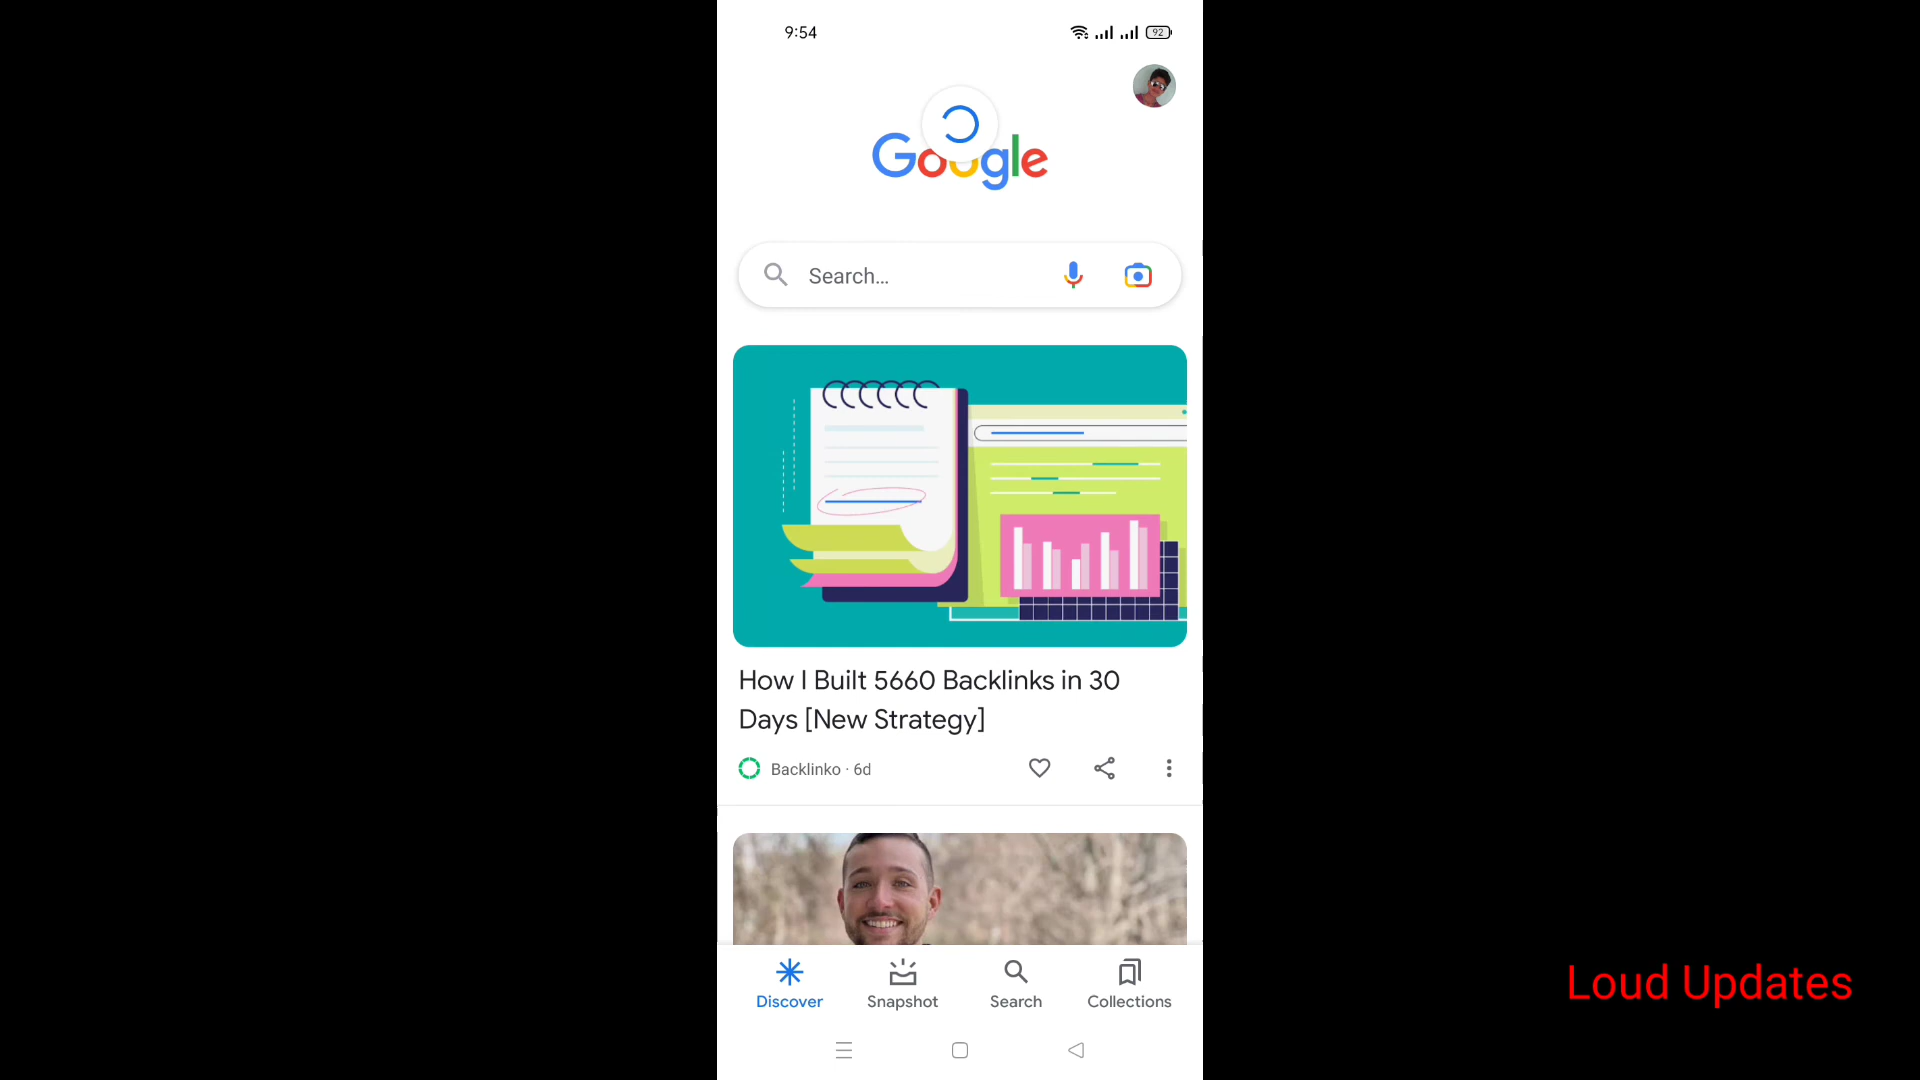 9:54
92
Google
Search...
How I Built 5660 Backlinks in 30
Days [New Strategy]
Backlinko · 6d
Discover
Snapshot
Search
Collections
Loud Updates